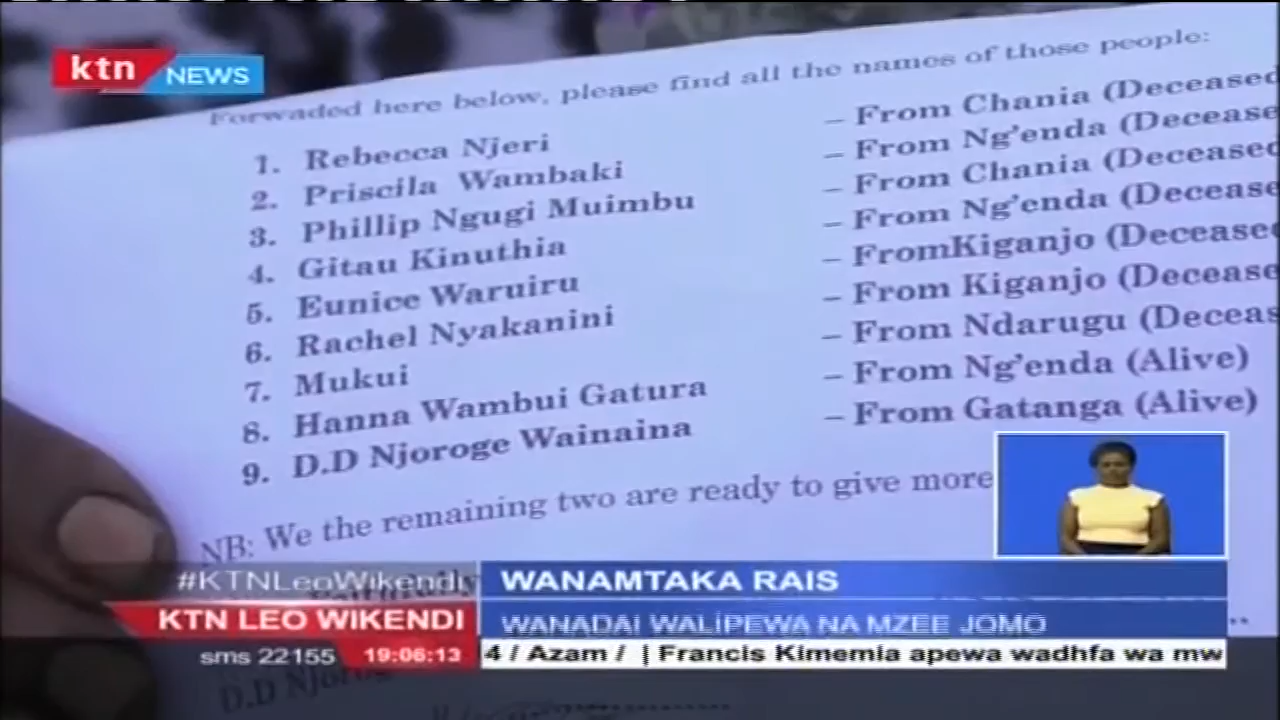 ktn NEWS
Forwaded here below, please find all the names of those people:
1. Rebecca Njeri – From Chania (Deceased
2. Priscila Wambaki – From Ng'enda (Decease
3. Phillip Ngugi Muimbu – From Chania (Deceased
4. Gitau Kinuthia – From Ng'enda (Decease
5. Eunice Waruiru – FromKiganjo (Deceased
6. Rachel Nyakanini – From Kiganjo (Decease
7. Mukui – From Ndarugu (Deceas
8. Hanna Wambui Gatura – From Ng'enda (Alive)
9. D.D Njoroge Wainaina – From Gatanga (Alive)
NB: We the remaining two are ready to give more
#KTNLeoWikendi
WANAMTAKA RAIS
KTN LEO WIKENDI
WANADAI WALIPEWA NA MZEE JOMO
sms 22155 19:06:13
4 / Azam / | Francis Kimemia apewa wadhfa wa mw
D.D Njorog